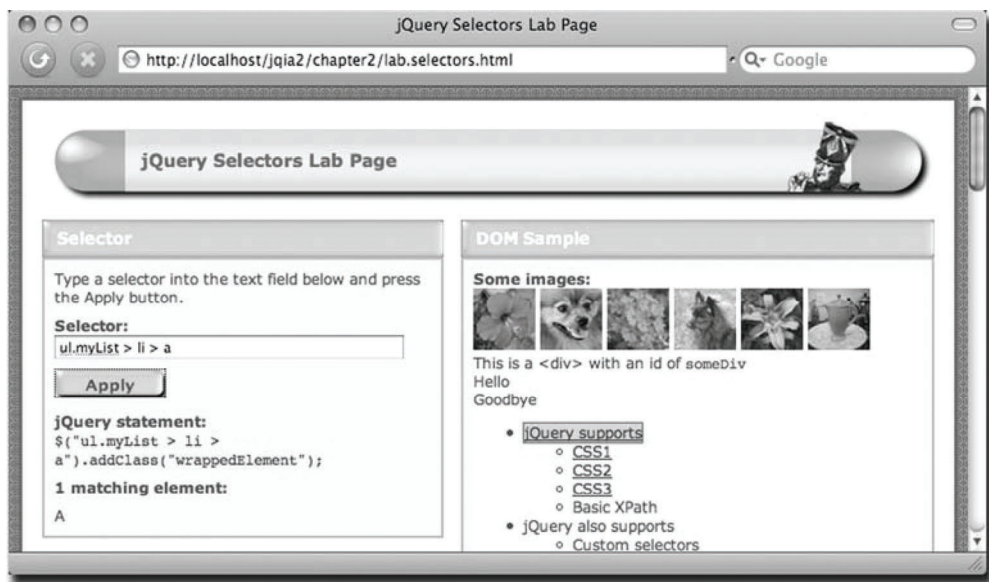 jQuery Selectors Lab Page
http://localhost/jqia2/chapter2/lab.selectors.html
Google
jQuery Selectors Lab Page
Selector
Type a selector into the text field below and press
the Apply button.
Selector:
ul.myList > li > a
Apply
jQuery statement:
$("ul.myList > li >
a").addClass("wrappedElement");
1 matching element:
A
DOM Sample
Some images:
This is a <div> with an id of someDiv
Hello
Goodbye
• jQuery supports
◦ CSS1
◦ CSS2
◦ CSS3
◦ Basic XPath
• jQuery also supports
◦ Custom selectors